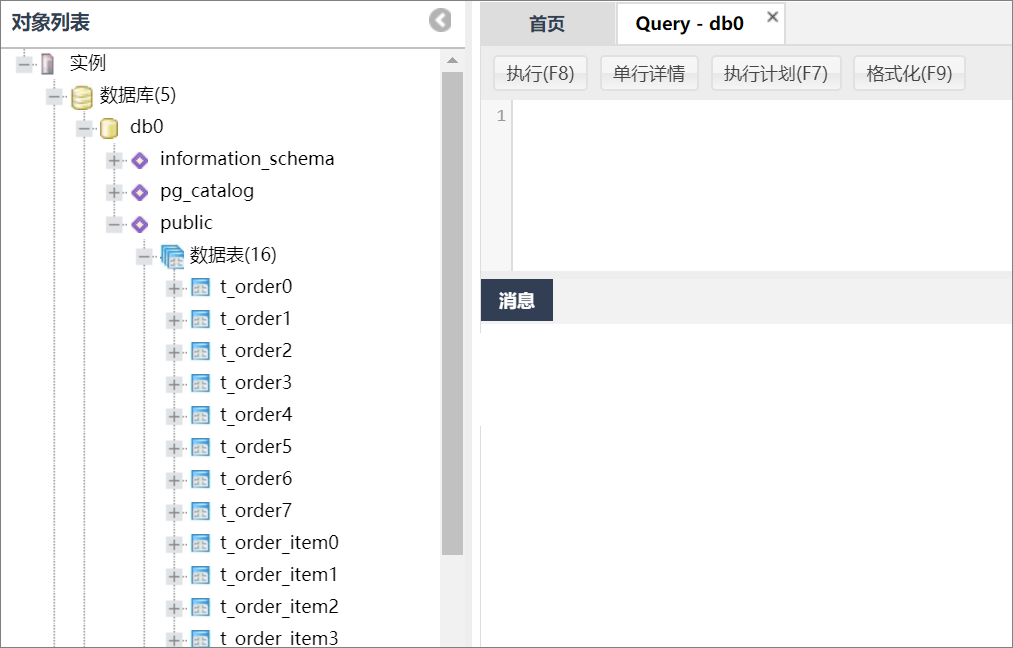 对象列表
实例
数据库(5)
db0
information_schema
pg_catalog
public
数据表(16)
t_order0
t_order1
t_order2
t_order3
t_order4
t_order5
t_order6
t_order7
t_order_item0
t_order_item1
t_order_item2
t_order_item3
首页
Query - db0
执行(F8) 单行详情 执行计划(F7) 格式化(F9)
1
消息